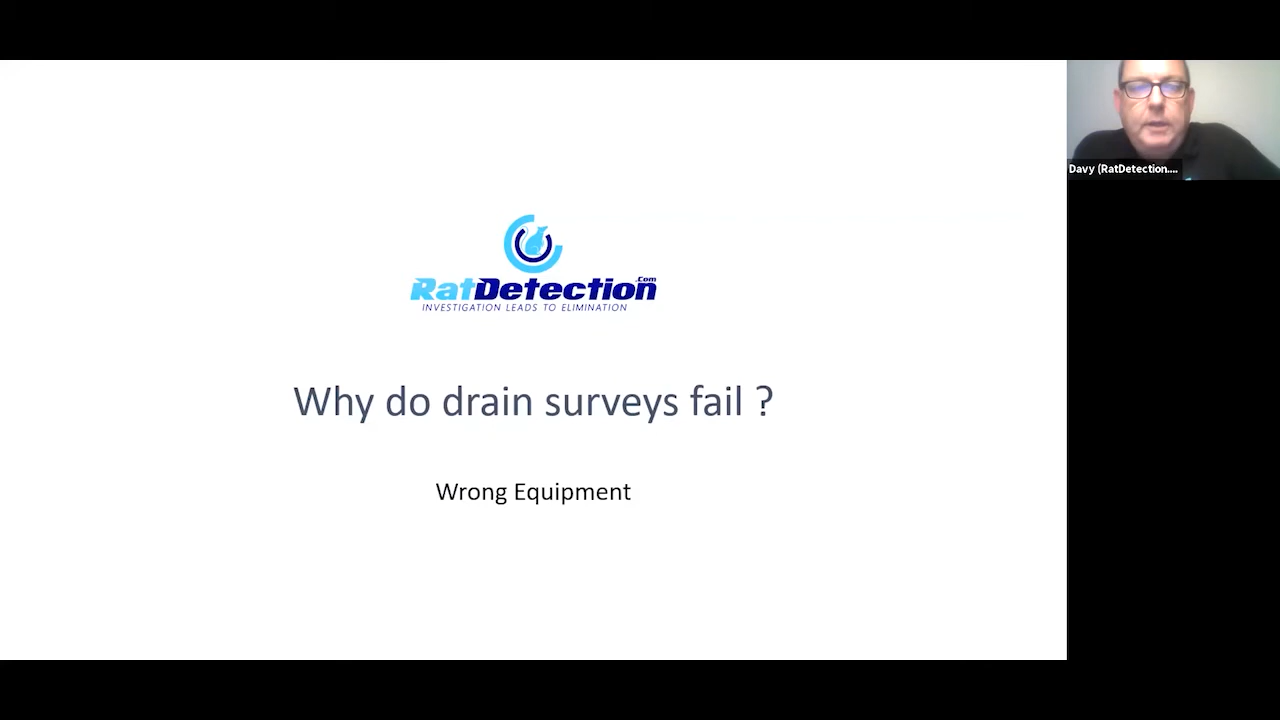 RatDetection.Com
INVESTIGATION LEADS TO ELIMINATION
Why do drain surveys fail ?
Wrong Equipment
Davy (RatDetection....